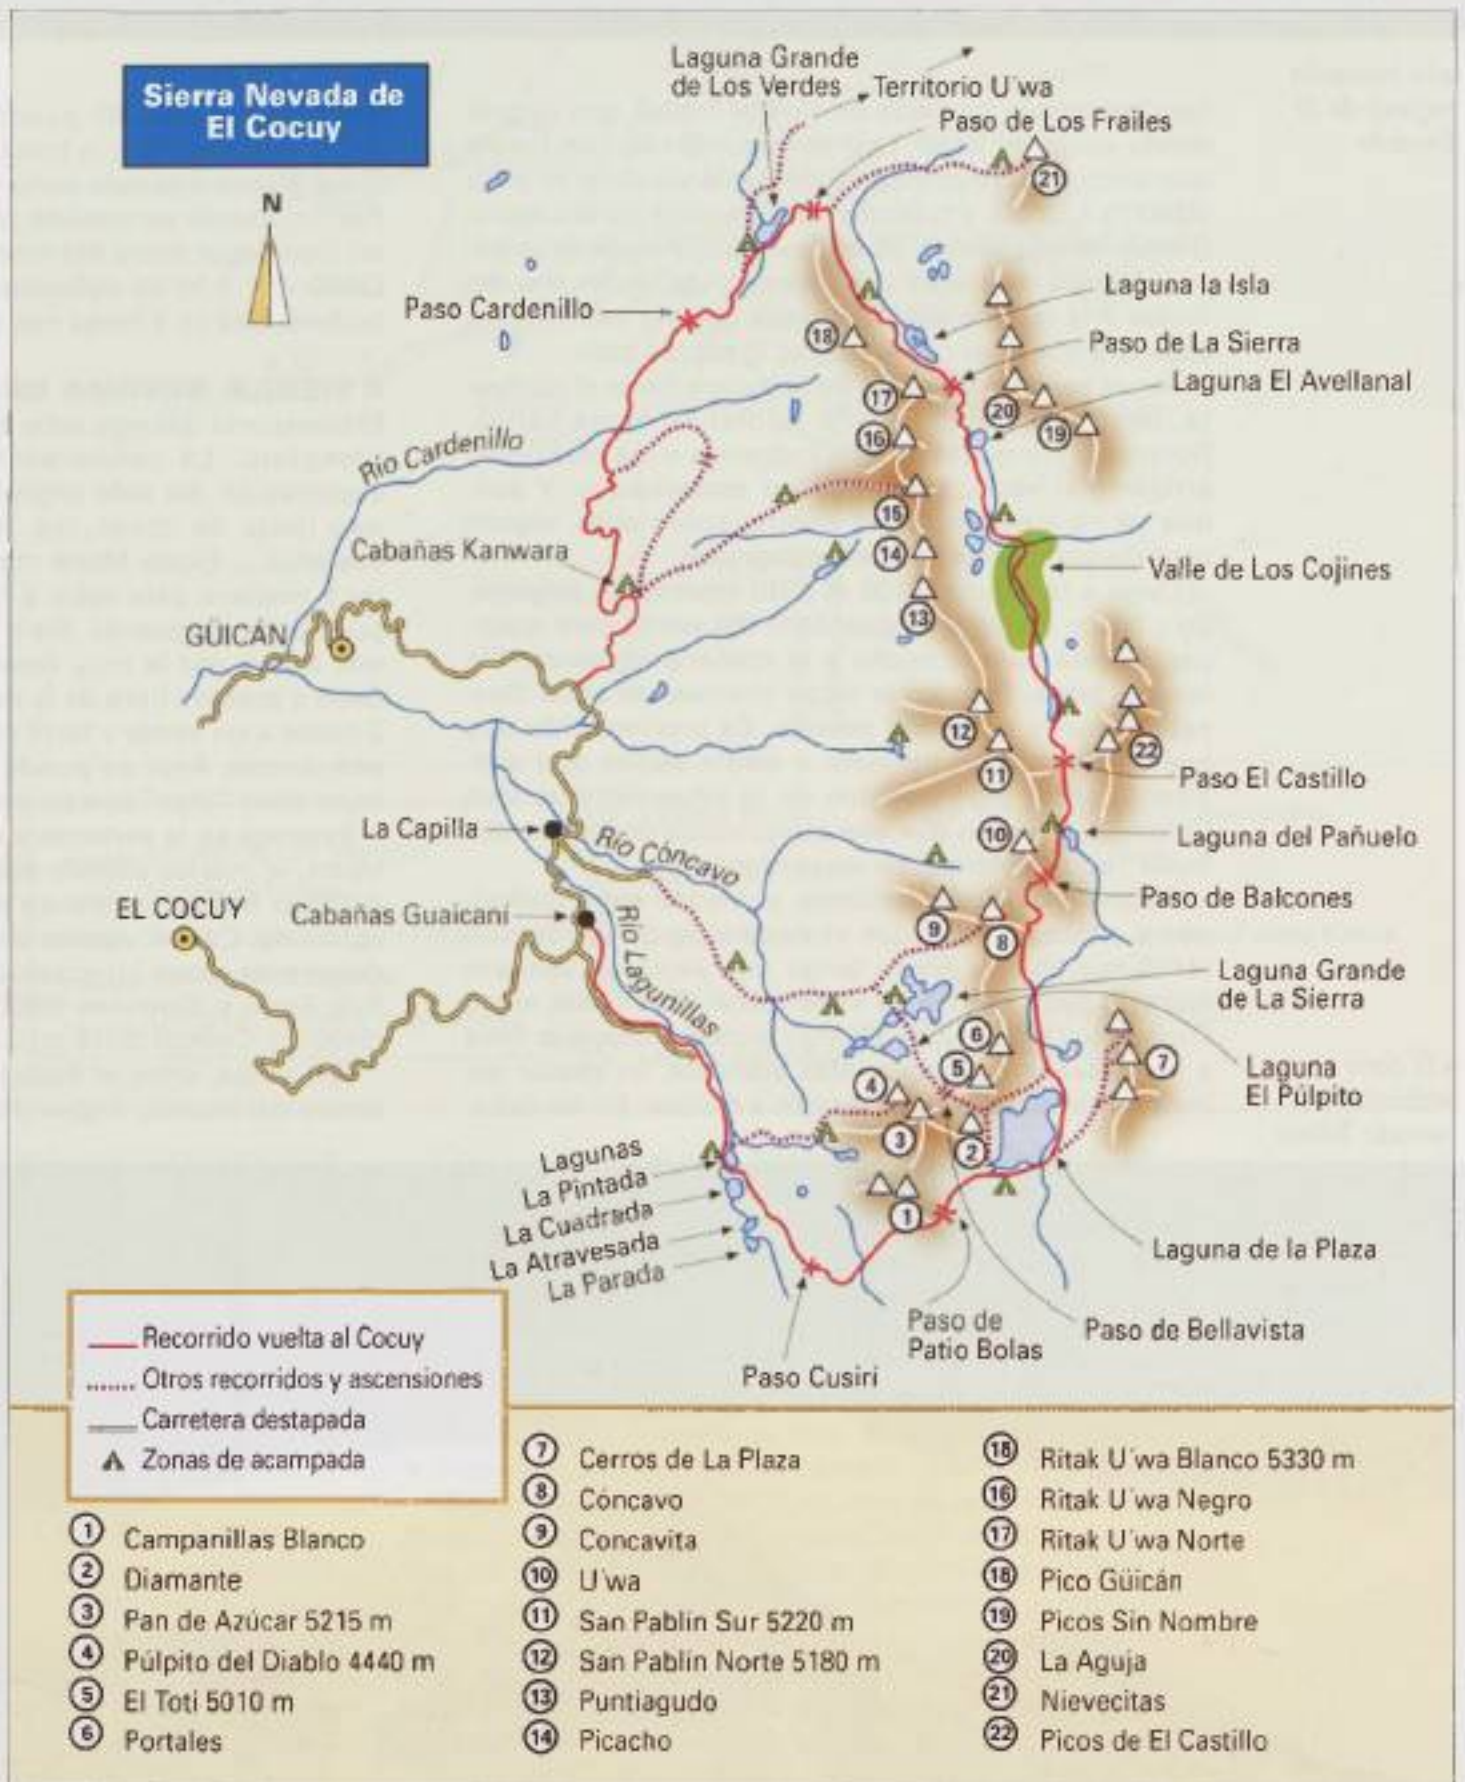 Sierra Nevada de
El Cocuy
N
Laguna Grande
de Los Verdes
Territorio U'wa
Paso de Los Frailes
21
Paso Cardenillo
Laguna la Isla
18
Paso de La Sierra
17
Laguna El Avellanal
20
19
16
Río Cardenillo
15
Cabañas Kanwara
14
Valle de Los Cojines
13
GÜICÁN
12
22
11
Paso El Castillo
La Capilla
Río Cóncavo
10
Laguna del Pañuelo
Paso de Balcones
EL COCUY
Cabañas Guaicaní
Río Lagunillas
9
8
Laguna Grande
de La Sierra
6
7
5
4
Laguna
El Púlpito
3
2
Lagunas
La Pintada
La Cuadrada
La Atravesada
La Parada
1
Laguna de la Plaza
Paso de
Patio Bolas
Paso de Bellavista
Paso Cusiri
Recorrido vuelta al Cocuy
Otros recorridos y ascensiones
Carretera destapada
Zonas de acampada
1 Campanillas Blanco
2 Diamante
3 Pan de Azúcar 5215 m
4 Púlpito del Diablo 4440 m
5 El Toti 5010 m
6 Portales
7 Cerros de La Plaza
8 Cóncavo
9 Concavita
10 U'wa
11 San Pablín Sur 5220 m
12 San Pablín Norte 5180 m
13 Puntiagudo
14 Picacho
18 Ritak U'wa Blanco 5330 m
16 Ritak U'wa Negro
17 Ritak U'wa Norte
18 Pico Güicán
19 Picos Sin Nombre
20 La Aguja
21 Nievecitas
22 Picos de El Castillo